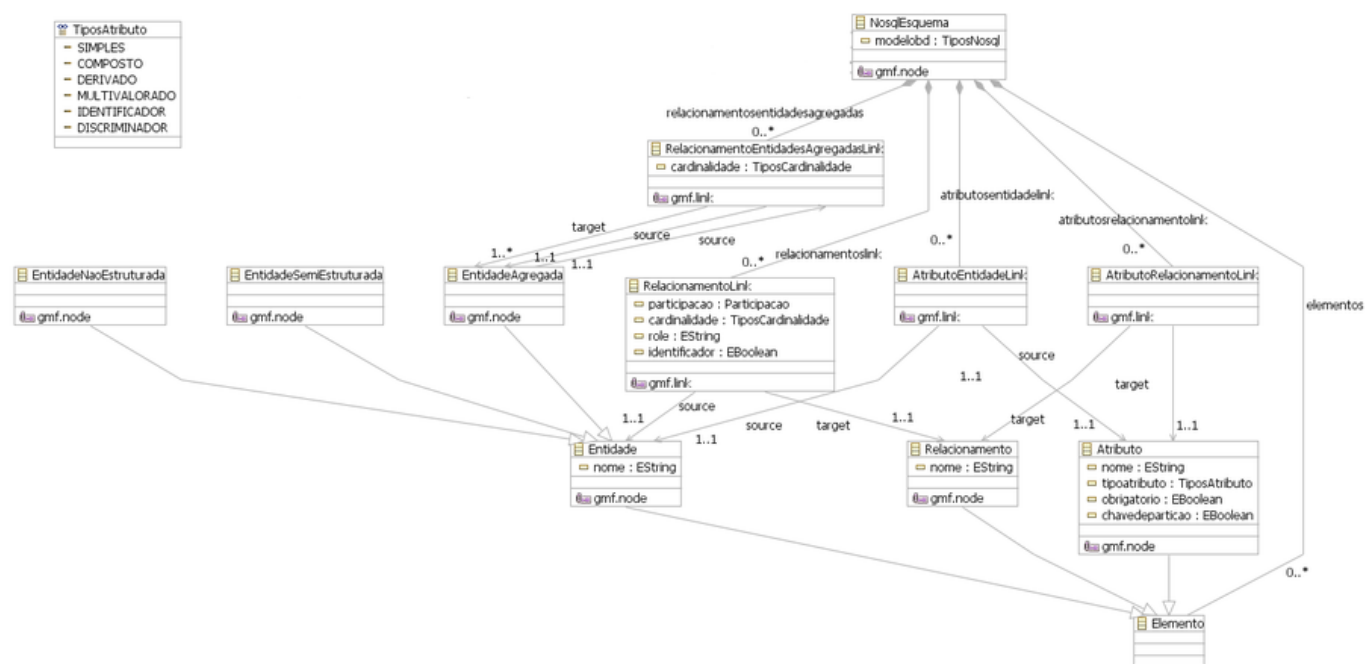 NosqlEsquema
modelobd : TiposNosql
gmf.node
TiposAtributo
SIMPLES
COMPOSTO
DERIVADO
MULTIVALORADO
IDENTIFICADOR
DISCRIMINADOR
relacionamentosentidadesagregadas
0..*
RelacionamentoEntidadesAgregadasLink
cardinalidade : TiposCardinalidade
gmf.link
atributosentidadelink
atributosrelacionamentolink
target
source
source
1..*
1..1
1..1
relacionamentoslink
0..*
0..*
0..*
elementos
EntidadeNaoEstruturada
gmf.node
EntidadeSemiEstruturada
gmf.node
EntidadeAgregada
gmf.node
RelacionamentoLink
participacao : Participacao
cardinalidade : TiposCardinalidade
role : EString
identificador : EBoolean
gmf.link
AtributoEntidadeLink
gmf.link
AtributoRelacionamentoLink
gmf.link
source
1..1
target
source
1..1
1..1
source
target
1..1
target
1..1
1..1
Entidade
nome : EString
gmf.node
Relacionamento
nome : EString
gmf.node
Atributo
nome : EString
tipoatributo : TiposAtributo
obrigatorio : EBoolean
chavedeparticao : EBoolean
gmf.node
0..*
Elemento